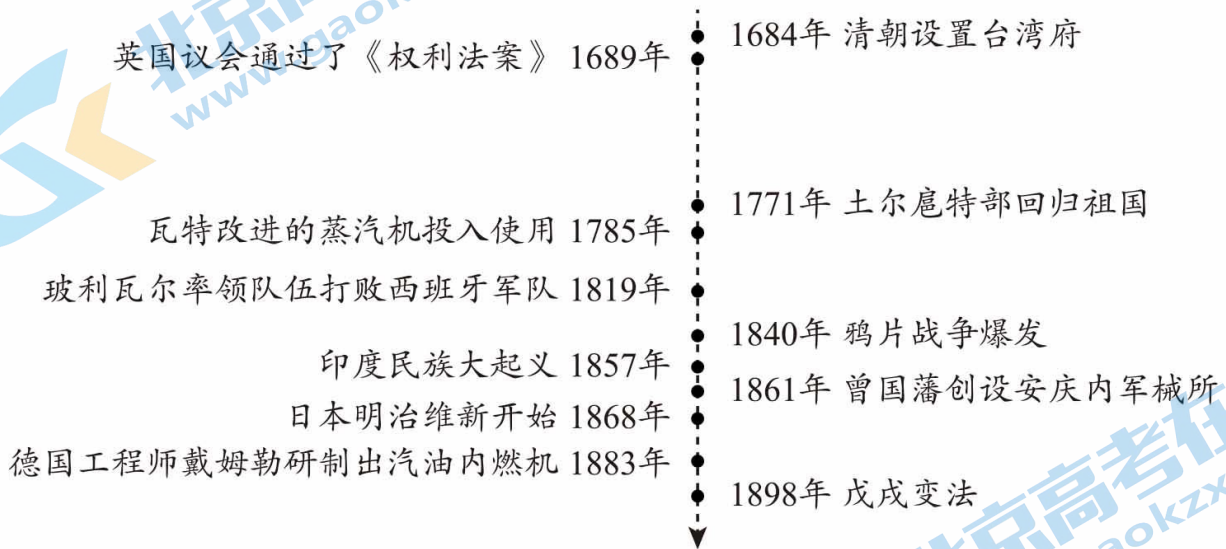 1684年 清朝设置台湾府
英国议会通过了《权利法案》 1689年
1771年 土尔扈特部回归祖国
瓦特改进的蒸汽机投入使用 1785年
玻利瓦尔率领队伍打败西班牙军队 1819年
1840年 鸦片战争爆发
印度民族大起义 1857年
1861年 曾国藩创设安庆内军械所
日本明治维新开始 1868年
德国工程师戴姆勒研制出汽油内燃机 1883年
1898年 戊戌变法